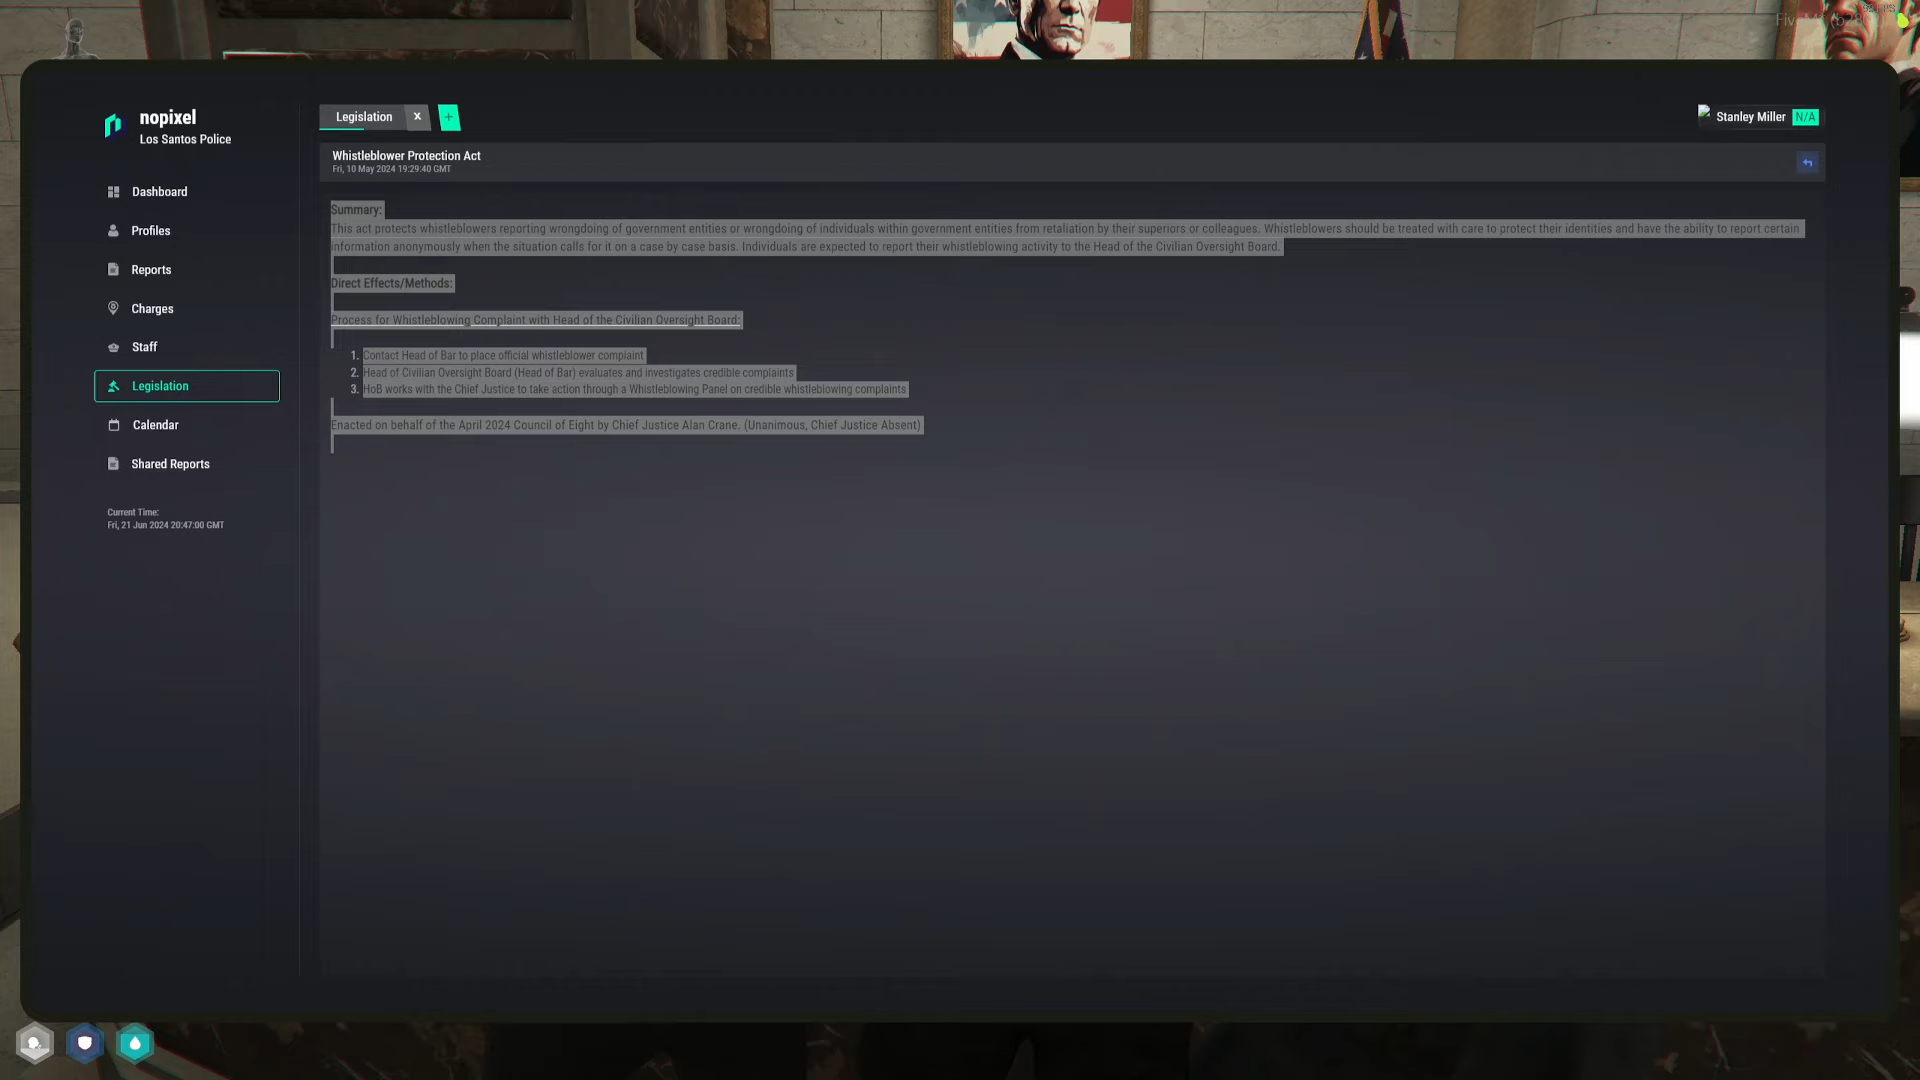 nopixel
Los Santos Police
Legislation
x
+
Stanley Miller N/A
Whistleblower Protection Act
Fri, 10 May 2024 19:29:40 GMT
Dashboard
Profiles
Reports
Charges
Staff
Legislation
Calendar
Shared Reports
Current Time:
Fri, 21 Jun 2024 20:47:00 GMT
Summary:
This act protects whistleblowers reporting wrongdoing of government entities or wrongdoing of individuals within government entities from retaliation by their superiors or colleagues. Whistleblowers should be treated with care to protect their identities and have the ability to report certain
information anonymously when the situation calls for it on a case by case basis. Individuals are expected to report their whistleblowing activity to the Head of the Civilian Oversight Board.
Direct Effects/Methods:
Process for Whistleblowing Complaint with Head of the Civilian Oversight Board:
1. Contact Head of Bar to place official whistleblower complaint
2. Head of Civilian Oversight Board (Head of Bar) evaluates and investigates credible complaints
3. HoB works with the Chief Justice to take action through a Whistleblowing Panel on credible whistleblowing complaints
Enacted on behalf of the April 2024 Council of Eight by Chief Justice Alan Crane. (Unanimous, Chief Justice Absent)